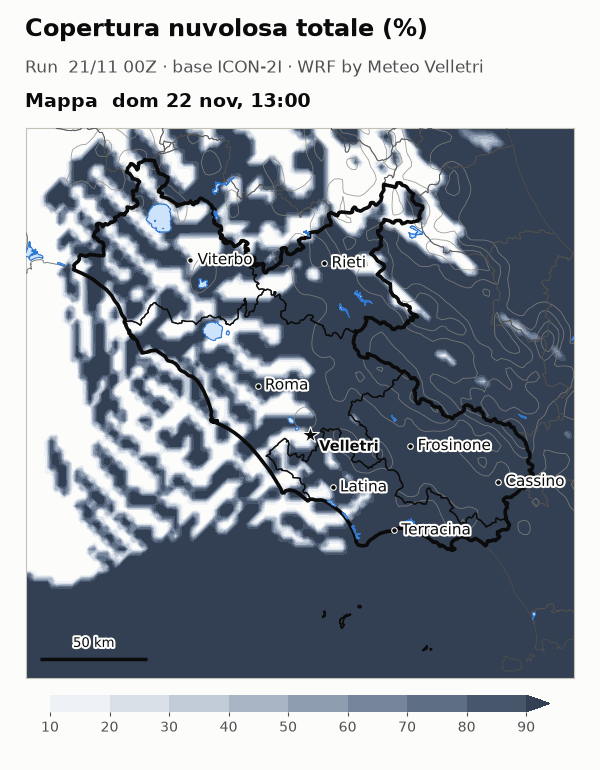 Copertura nuvolosa totale (%)
Run  21/11 00Z · base ICON-2I · WRF by Meteo Velletri
Mappa  dom 22 nov, 13:00
Viterbo
Rieti
Roma
Velletri
Frosinone
Latina
Cassino
Terracina
50 km
10 20 30 40 50 60 70 80 90